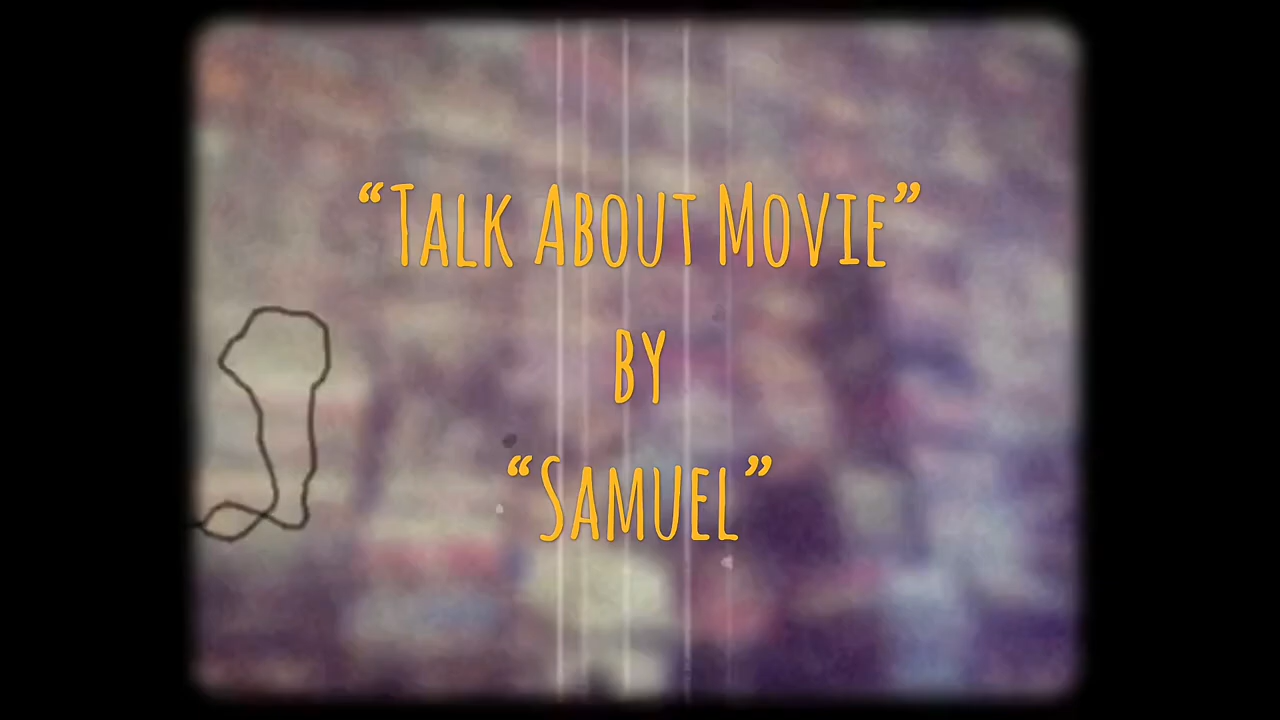 “Talk About Movie”
by
“Samuel”